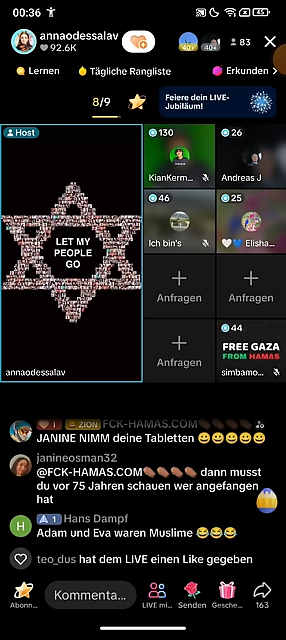 00:36
45
annaodessalav
92.6K
40+
40+
83
Lernen
Tägliche Rangliste
Erkunden
8/9
Feiere dein LIVE-
Jubiläum!
Host
130
26
KianKerm...
Andreas J
LET MY
PEOPLE
GO
46
25
Ich bin's
Elisha...
Anfragen
Anfragen
Anfragen
44
FREE GAZA
FROM HAMAS
annaodessalav
simbamo...
1 ZION FCK-HAMAS.COM
JANINE NIMM deine Tabletten 😀😀😀😀😀
janineosman32
@FCK-HAMAS.COM dann musst
du vor 75 Jahren schauen wer angefangen
hat
H
1 Hans Dampf
Adam und Eva waren Muslime 😂😂😂
teo_dus hat dem LIVE einen Like gegeben
Kommenta...
Abonn...
LIVE mi...
Senden
Gesche...
163